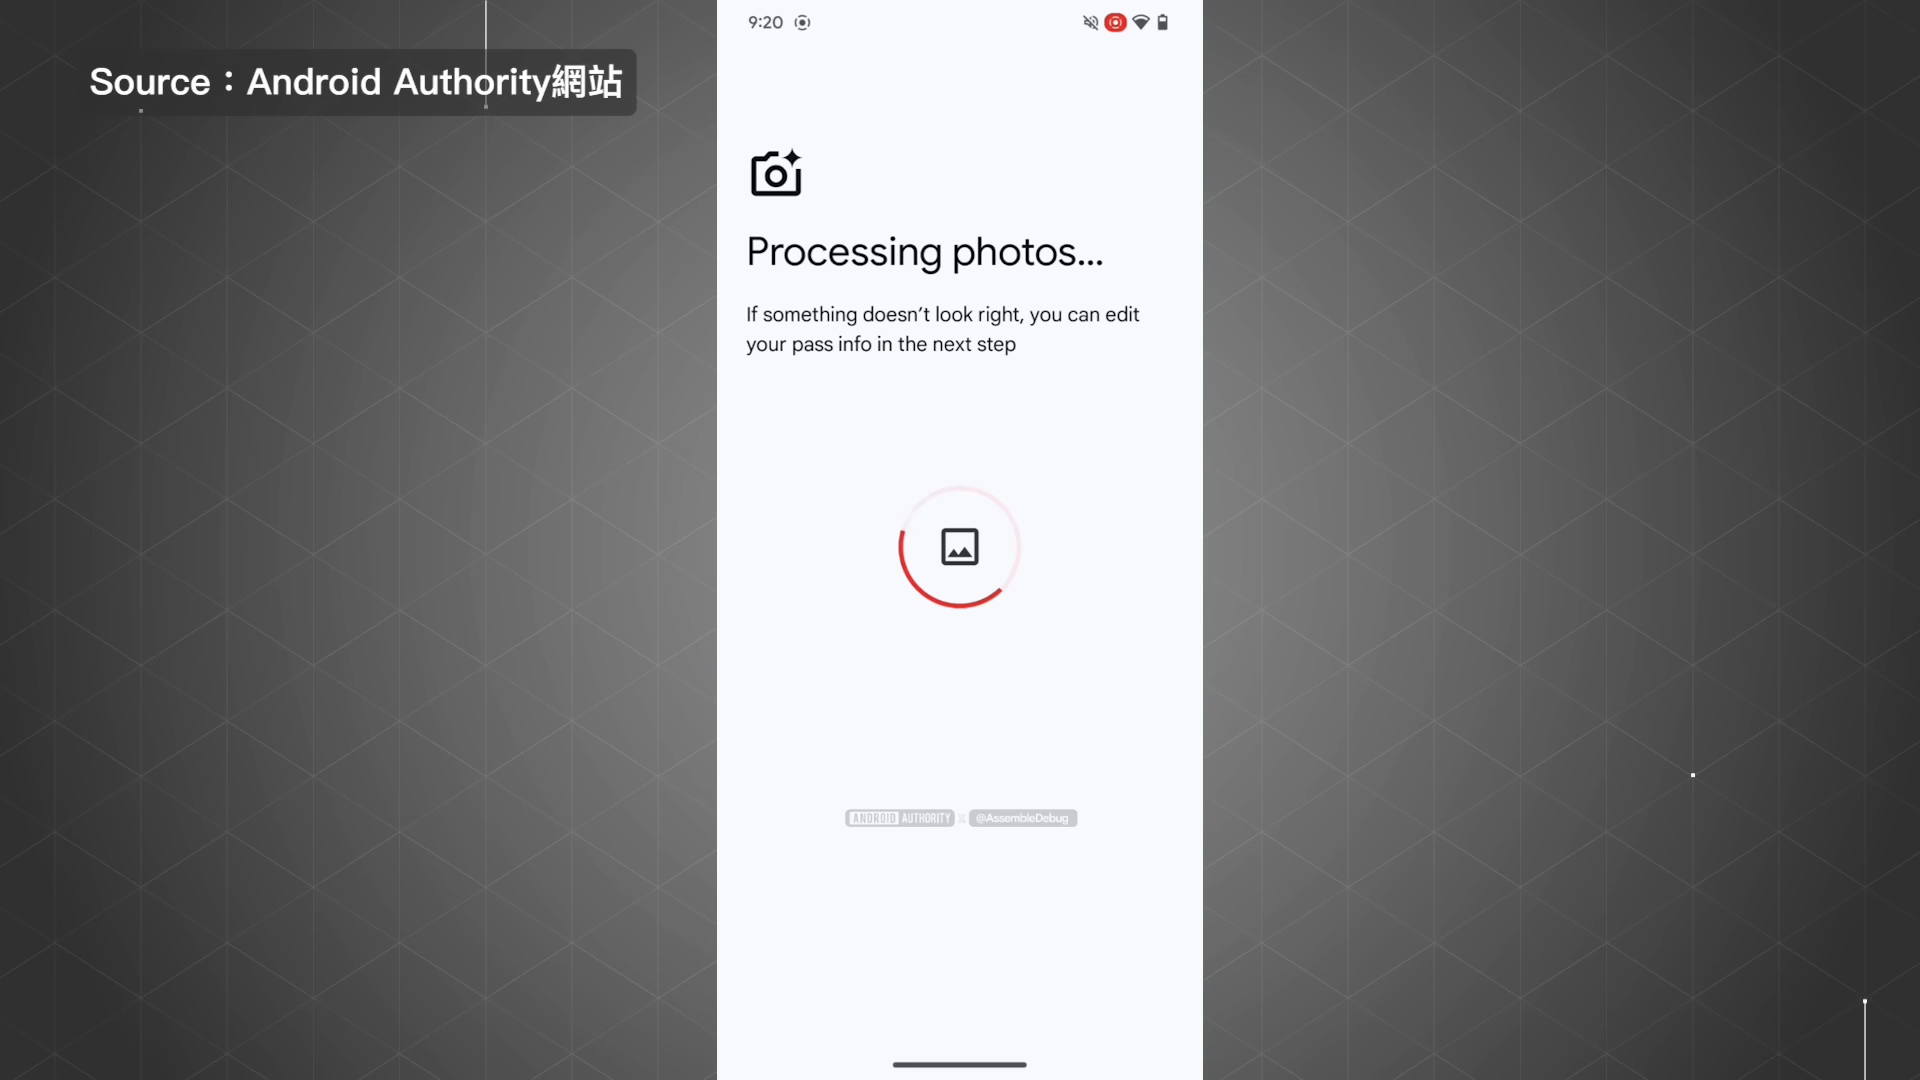 Source：Android Authority網站
9:20
Processing photos...
If something doesn’t look right, you can edit
your pass info in the next step
ANDROID AUTHORITY × @AssembleDebug